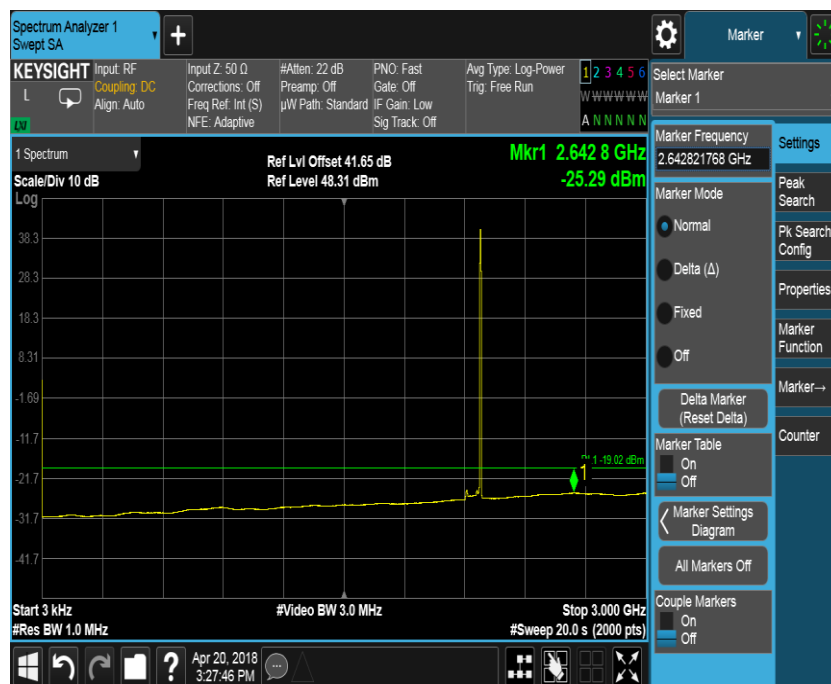 Spectrum Analyzer 1
Swept SA
+
Marker
KEYSIGHT
L
LXI
Input: RF
Coupling: DC
Align: Auto
Input Z: 50 Ω
Corrections: Off
Freq Ref: Int (S)
NFE: Adaptive
#Atten: 22 dB
Preamp: Off
µW Path: Standard
PNO: Fast
Gate: Off
IF Gain: Low
Sig Track: Off
Avg Type: Log-Power
Trig: Free Run
1 2 3 4 5 6
W W W W W W
A N N N N N
Select Marker
Marker 1
1 Spectrum
Scale/Div 10 dB
Log
Ref Lvl Offset 41.65 dB
Ref Level 48.31 dBm
Mkr1 2.642 8 GHz
-25.29 dBm
38.3
28.3
18.3
8.31
-1.69
-11.7
-21.7
-31.7
-41.7
1 -19.02 dBm
1
Start 3 kHz
#Res BW 1.0 MHz
#Video BW 3.0 MHz
Stop 3.000 GHz
#Sweep 20.0 s (2000 pts)
Marker Frequency
2.642821768 GHz
Marker Mode
Normal
Delta (Δ)
Fixed
Off
Delta Marker
(Reset Delta)
Marker Table
On
Off
Marker Settings
Diagram
All Markers Off
Couple Markers
On
Off
Settings
Peak
Search
Pk Search
Config
Properties
Marker
Function
Marker→
Counter
?
Apr 20, 2018
3:27:46 PM